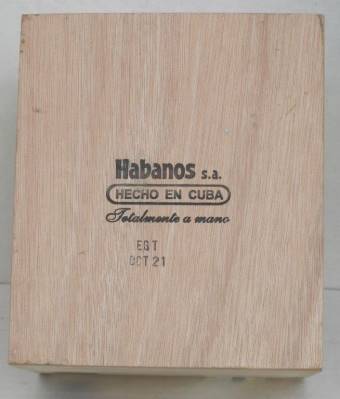 Habanos s.a.
HECHO EN CUBA
Totalmente a mano
EGT
OCT 21